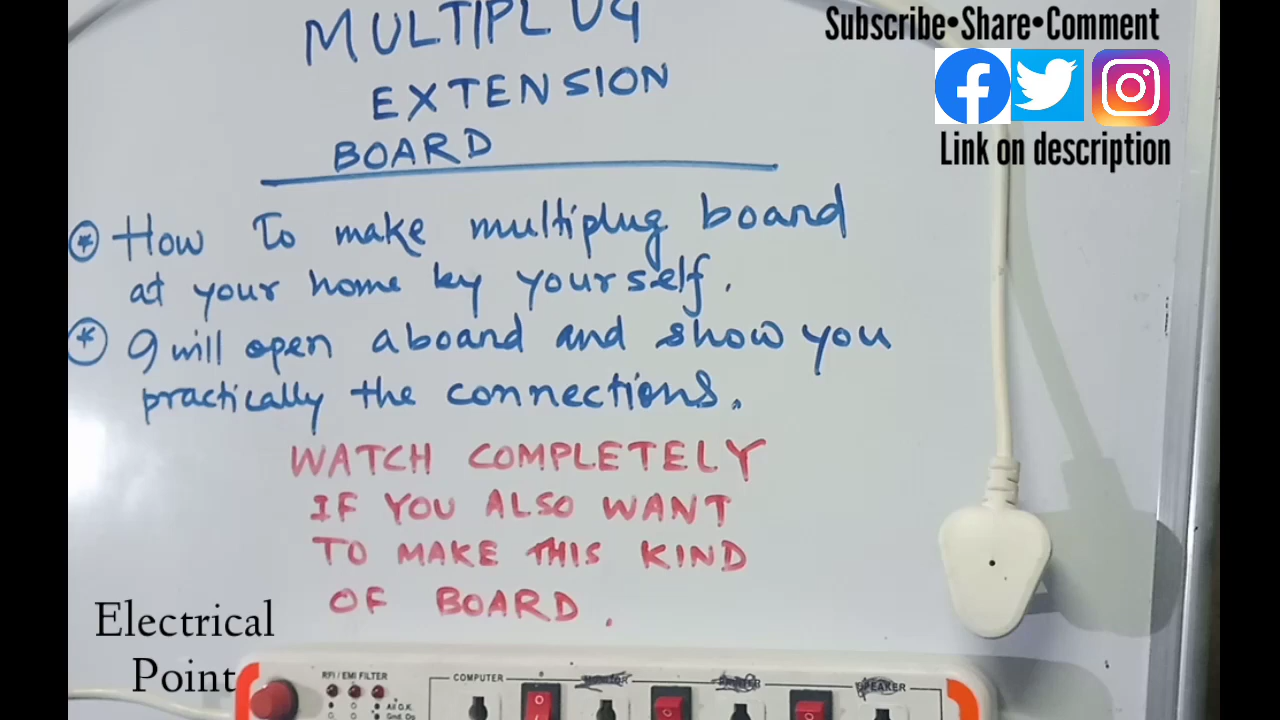 MULTIPLUG
EXTENSION
BOARD
Subscribe•Share•Comment
Link on description
* How To make multiplug board
at your home by yourself.
* I will open a board and show you
practically the connections.
WATCH COMPLETELY
IF YOU ALSO WANT
TO MAKE THIS KIND
OF BOARD.
Electrical
Point
RFI / EMI FILTER
All O.K.
COMPUTER
SPEAKER